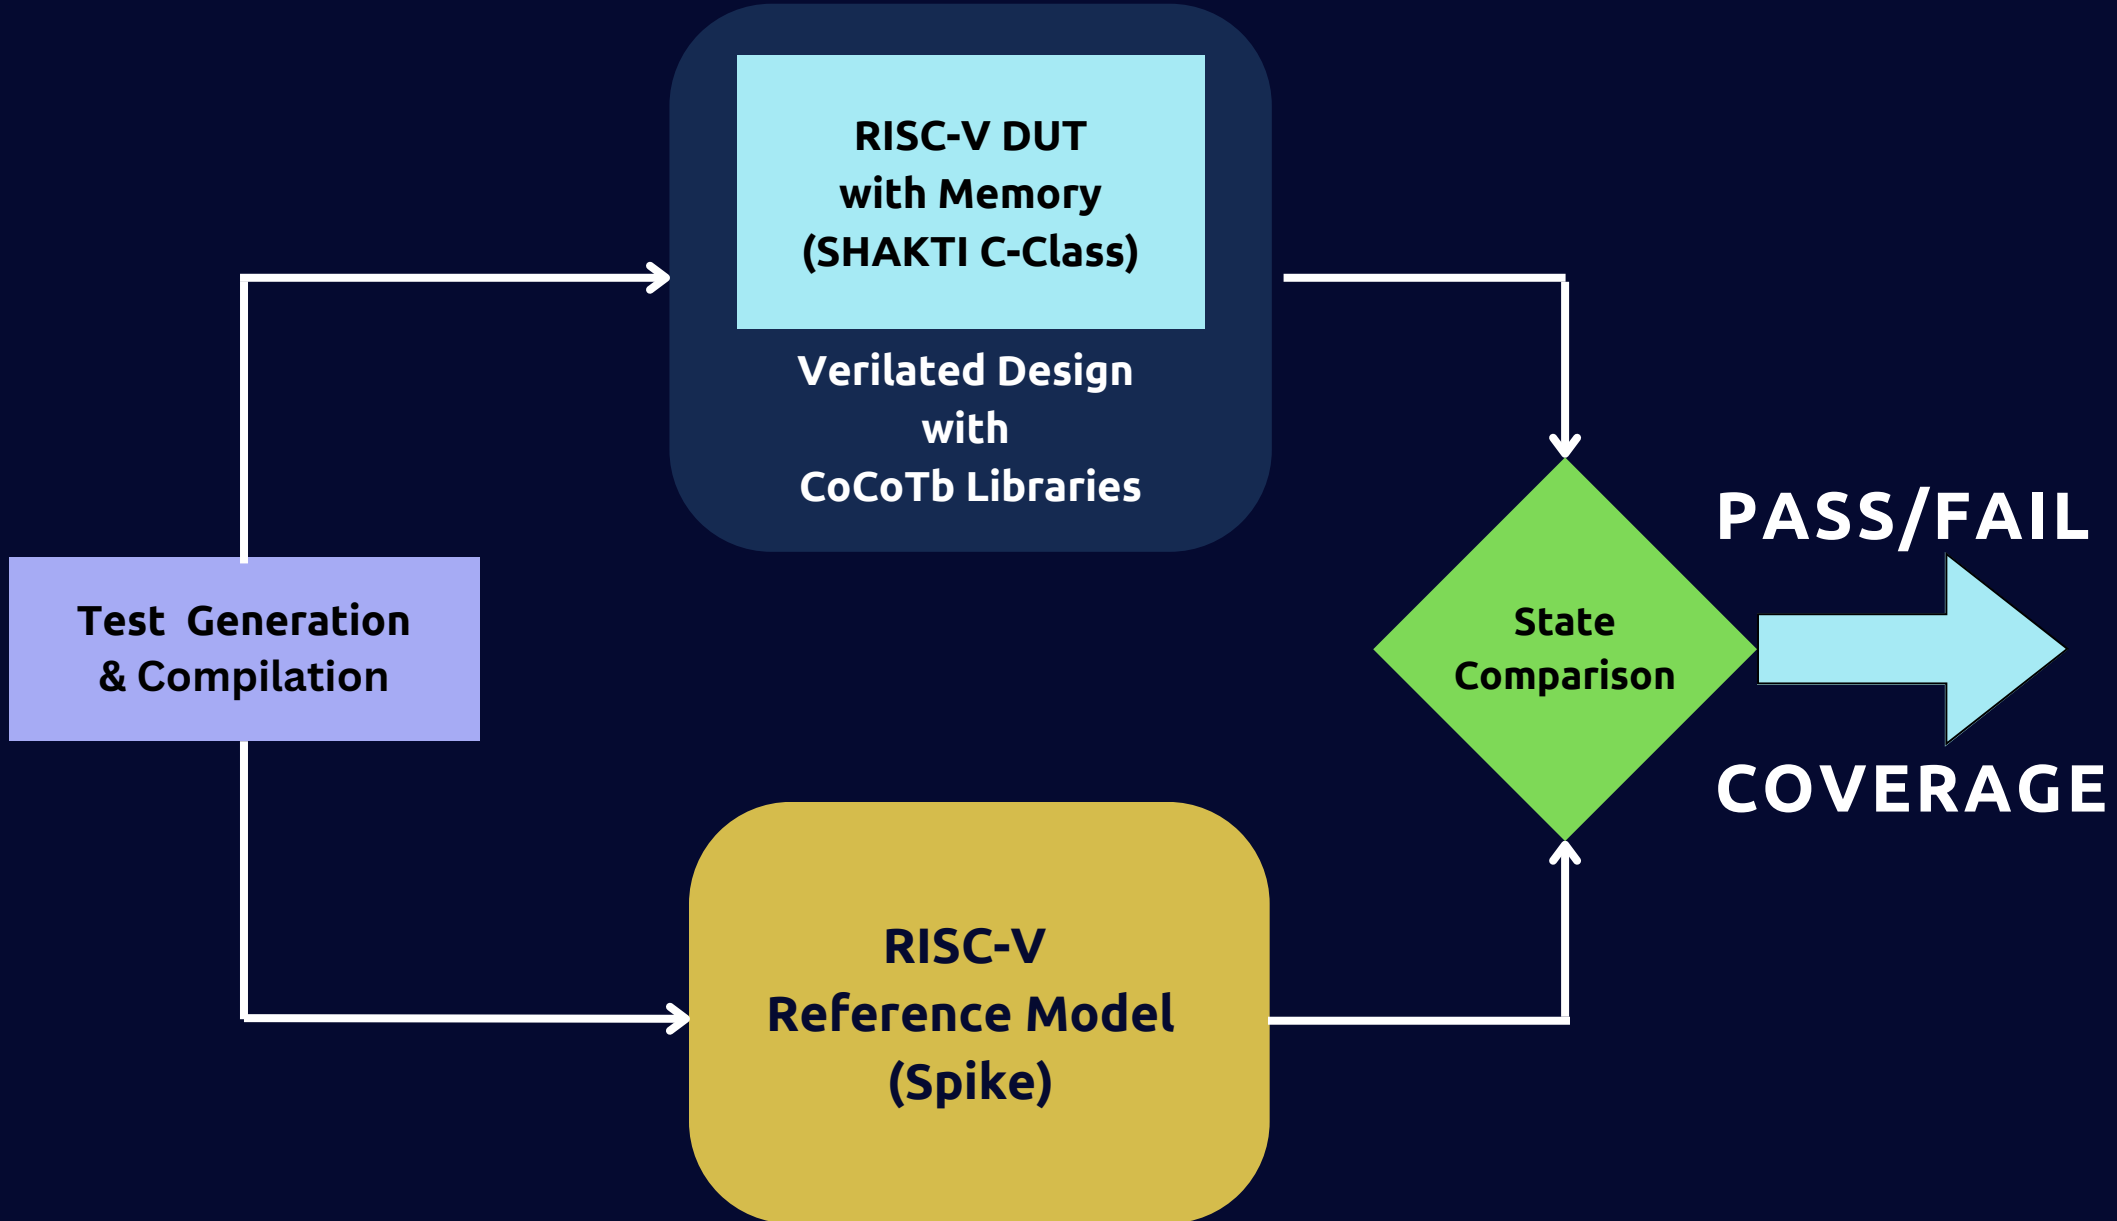 RISC-V DUT
with Memory
(SHAKTI C-Class)
Verilated Design
with
CoCoTb Libraries
Test Generation
& Compilation
State
Comparison
PASS/FAIL
COVERAGE
RISC-V
Reference Model
(Spike)